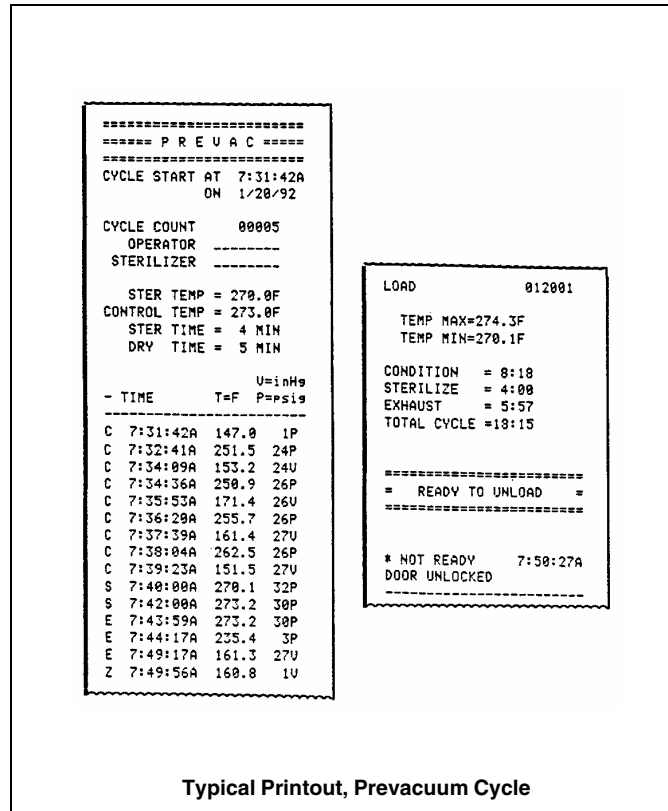 =========================
====== P R E V A C =====
=========================
CYCLE START AT 7:31:42A
ON 1/20/92
CYCLE COUNT 00005
OPERATOR ________
STERILIZER ________
STER TEMP = 270.0F
CONTROL TEMP = 273.0F
STER TIME = 4 MIN
DRY TIME = 5 MIN
V=inHg
- TIME T=F P=psig
-------------------------
C 7:31:42A 147.0 1P
C 7:32:41A 251.5 24P
C 7:34:09A 153.2 24V
C 7:34:36A 250.9 26P
C 7:35:53A 171.4 26V
C 7:36:20A 255.7 26P
C 7:37:39A 161.4 27V
C 7:38:04A 262.5 26P
C 7:39:23A 151.5 27V
S 7:40:00A 270.1 32P
S 7:42:00A 273.2 30P
E 7:43:59A 273.2 30P
E 7:44:17A 235.4 3P
E 7:49:17A 161.3 27V
Z 7:49:56A 160.8 1V
LOAD 012001
TEMP MAX=274.3F
TEMP MIN=270.1F
CONDITION = 8:18
STERILIZE = 4:00
EXHAUST = 5:57
TOTAL CYCLE =18:15
=========================
= READY TO UNLOAD =
=========================
* NOT READY 7:50:27A
DOOR UNLOCKED
-------------------------
Typical Printout, Prevacuum Cycle